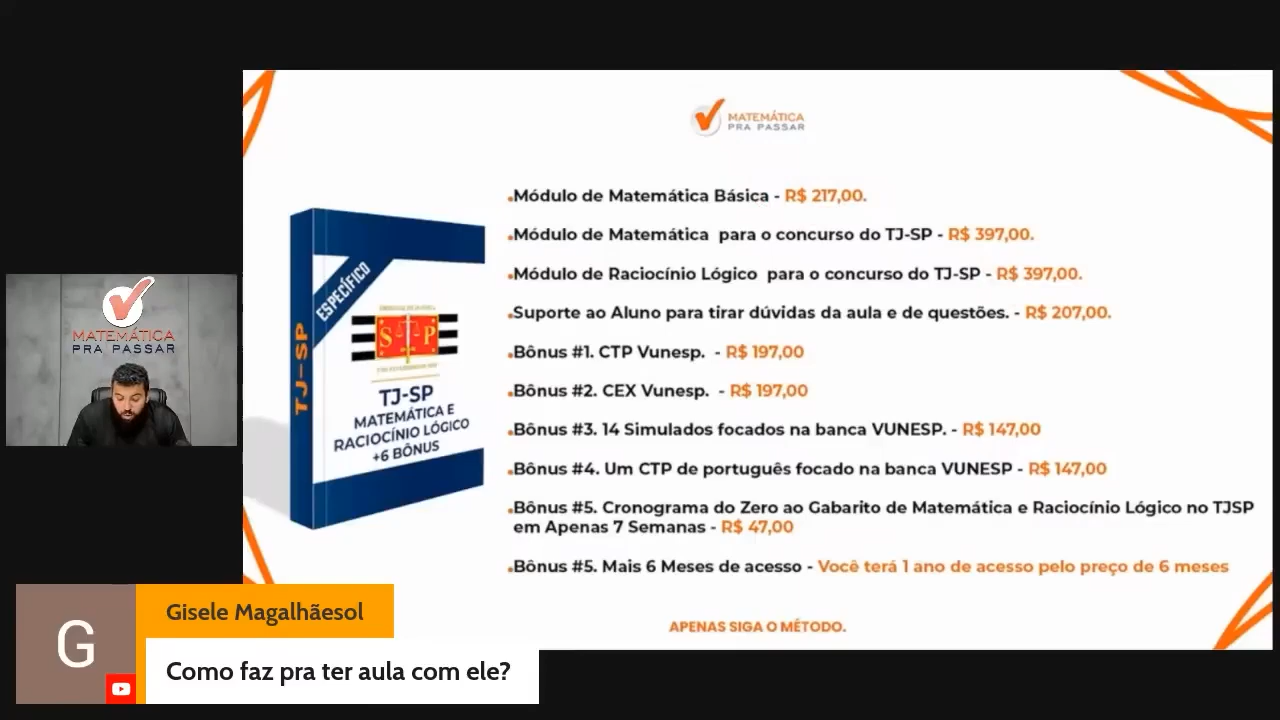 MATEMÁTICA
PRA PASSAR
Módulo de Matemática Básica - R$ 217,00.
Módulo de Matemática para o concurso do TJ-SP - R$ 397,00.
Módulo de Raciocínio Lógico para o concurso do TJ-SP - R$ 397,00.
Suporte ao Aluno para tirar dúvidas da aula e de questões. - R$ 207,00.
Bônus #1. CTP Vunesp. - R$ 197,00
Bônus #2. CEX Vunesp. - R$ 197,00
Bônus #3. 14 Simulados focados na banca VUNESP. - R$ 147,00
Bônus #4. Um CTP de português focado na banca VUNESP - R$ 147,00
Bônus #5. Cronograma do Zero ao Gabarito de Matemática e Raciocínio Lógico no TJSP
em Apenas 7 Semanas - R$ 47,00
Bônus #5. Mais 6 Meses de acesso - Você terá 1 ano de acesso pelo preço de 6 meses
APENAS SIGA O MÉTODO.
TJ-SP
ESPECÍFICO
S P
TJ-SP
MATEMÁTICA E
RACIOCÍNIO LÓGICO
+6 BÔNUS
MATEMÁTICA
PRA PASSAR
G
Gisele Magalhãesol
Como faz pra ter aula com ele?